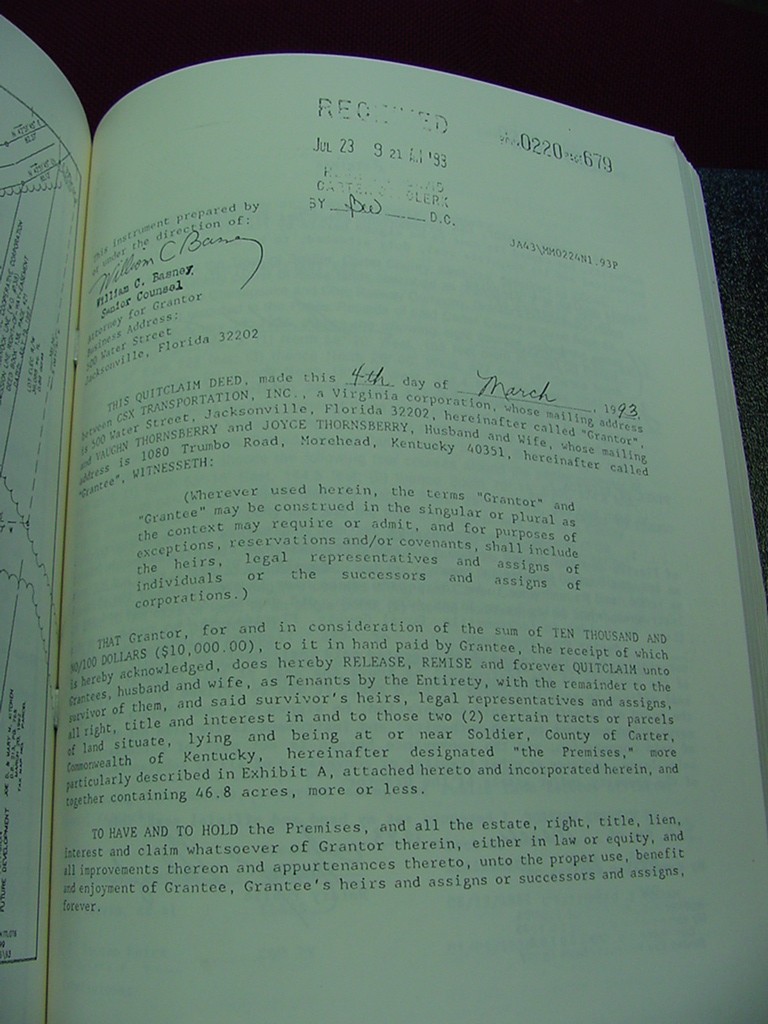 REC
JUL 23 9 21 AM '93
0220 679
CARTER CLERK
BY D.C.
JA43\MM0224N1.93P
This instrument prepared by
or under the direction of:
William C Basney
William C. Basney
Senior Counsel
Attorney for Grantor
Business Address:
500 Water Street
Jacksonville, Florida 32202
THIS QUITCLAIM DEED, made this 4th day of March, 1993,
between CSX TRANSPORTATION, INC., a Virginia corporation, whose mailing address
is 500 Water Street, Jacksonville, Florida 32202, hereinafter called "Grantor",
and VAUGHN THORNSBERRY and JOYCE THORNSBERRY, Husband and Wife, whose mailing
address is 1080 Trumbo Road, Morehead, Kentucky 40351, hereinafter called
"Grantee", WITNESSETH:
(Wherever used herein, the terms "Grantor" and
"Grantee" may be construed in the singular or plural as
the context may require or admit, and for purposes of
exceptions, reservations and/or covenants, shall include
the heirs, legal representatives and assigns of
individuals or the successors and assigns of
corporations.)
THAT Grantor, for and in consideration of the sum of TEN THOUSAND AND
NO/100 DOLLARS ($10,000.00), to it in hand paid by Grantee, the receipt of which
is hereby acknowledged, does hereby RELEASE, REMISE and forever QUITCLAIM unto
Grantees, husband and wife, as Tenants by the Entirety, with the remainder to the
survivor of them, and said survivor's heirs, legal representatives and assigns,
all right, title and interest in and to those two (2) certain tracts or parcels
of land situate, lying and being at or near Soldier, County of Carter,
Commonwealth of Kentucky, hereinafter designated "the Premises," more
particularly described in Exhibit A, attached hereto and incorporated herein, and
together containing 46.8 acres, more or less.
TO HAVE AND TO HOLD the Premises, and all the estate, right, title, lien,
interest and claim whatsoever of Grantor therein, either in law or equity, and
all improvements thereon and appurtenances thereto, unto the proper use, benefit
and enjoyment of Grantee, Grantee's heirs and assigns or successors and assigns,
forever.
FUTURE DEVELOPMENT